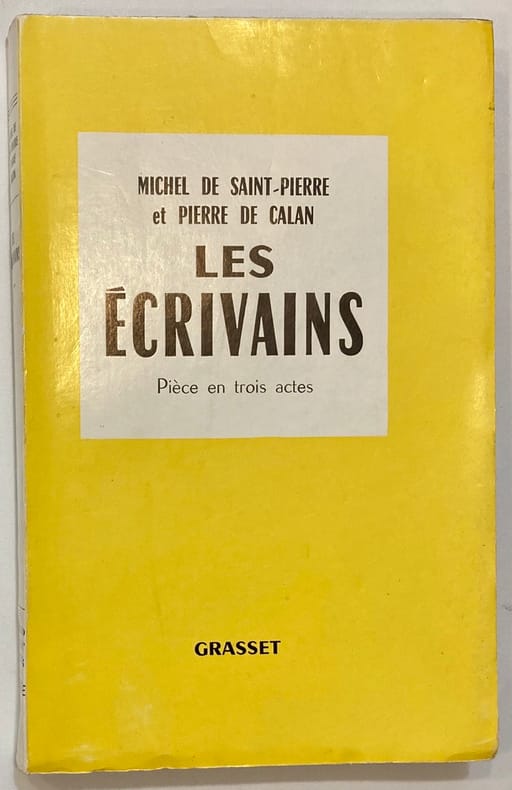 MICHEL DE SAINT-PIERRE
et PIERRE DE CALAN
LES
ÉCRIVAINS
Pièce en trois actes
GRASSET